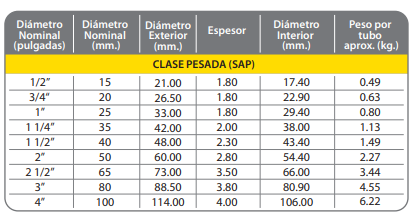 Diámetro Nominal (pulgadas) Diámetro Nominal (mm.) Diámetro Exterior (mm.) Espesor Diámetro Interior (mm.) Peso por tubo aprox. (kg.)
CLASE PESADA (SAP)
1/2” 15 21.00 1.80 17.40 0.49
3/4” 20 26.50 1.80 22.90 0.63
1” 25 33.00 1.80 29.40 0.80
1 1/4” 35 42.00 2.00 38.00 1.13
1 1/2” 40 48.00 2.30 43.40 1.49
2” 50 60.00 2.80 54.40 2.27
2 1/2” 65 73.00 3.50 66.00 3.44
3” 80 88.50 3.80 80.90 4.55
4” 100 114.00 4.00 106.00 6.22